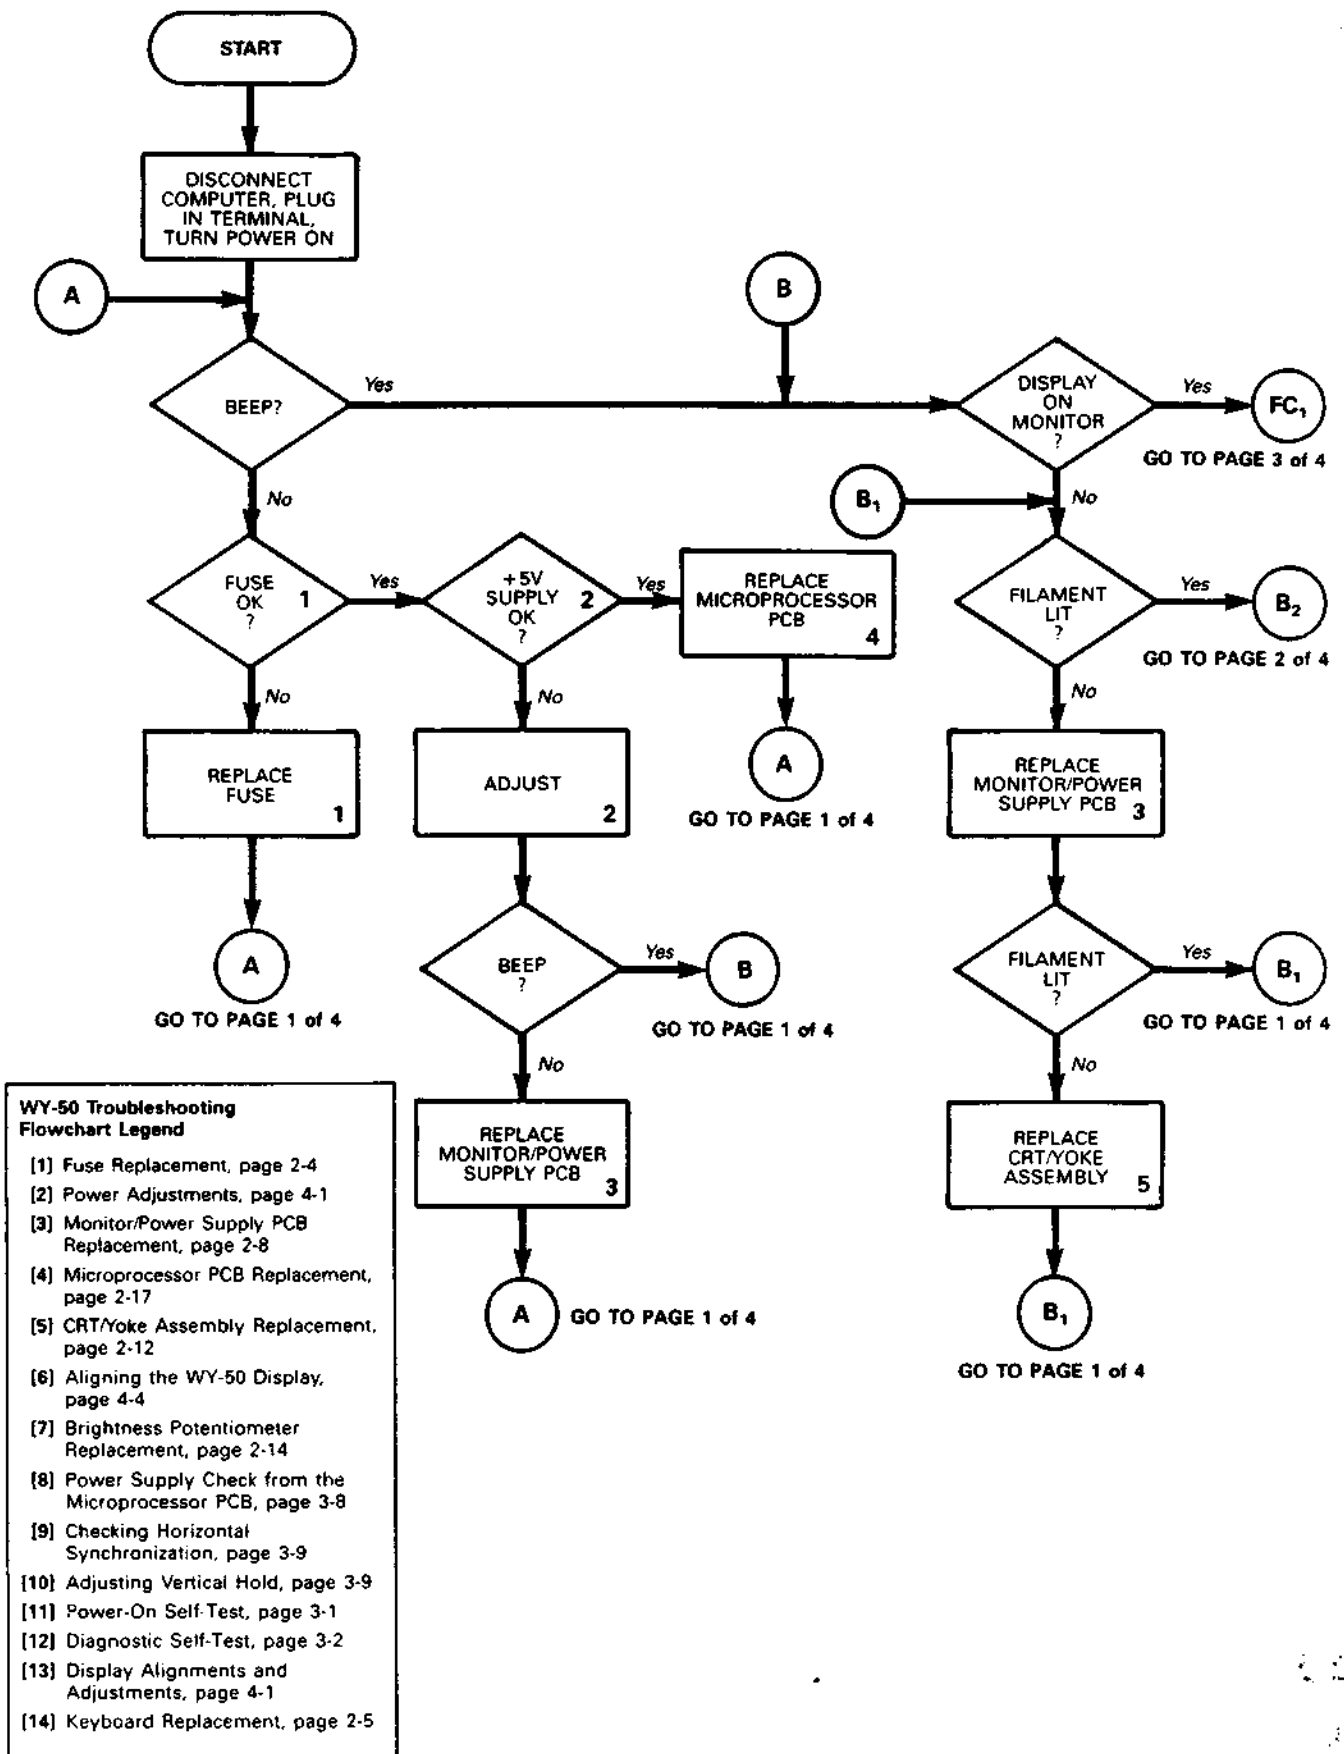 START
DISCONNECT
COMPUTER, PLUG
IN TERMINAL,
TURN POWER ON
A
B
BEEP?
Yes
DISPLAY
ON
MONITOR
?
Yes
FC₁
GO TO PAGE 3 of 4
No
B₁
No
FUSE
OK
?
1
Yes
+5V
SUPPLY
OK
?
2
Yes
REPLACE
MICROPROCESSOR
PCB
4
FILAMENT
LIT
?
Yes
B₂
GO TO PAGE 2 of 4
No
No
No
REPLACE
FUSE
1
ADJUST
2
A
GO TO PAGE 1 of 4
REPLACE
MONITOR/POWER
SUPPLY PCB
3
A
GO TO PAGE 1 of 4
BEEP
?
Yes
B
GO TO PAGE 1 of 4
FILAMENT
LIT
?
Yes
B₁
GO TO PAGE 1 of 4
No
No
REPLACE
MONITOR/POWER
SUPPLY PCB
3
REPLACE
CRT/YOKE
ASSEMBLY
5
A
GO TO PAGE 1 of 4
B₁
GO TO PAGE 1 of 4
WY-50 Troubleshooting
Flowchart Legend
[1] Fuse Replacement, page 2-4
[2] Power Adjustments, page 4-1
[3] Monitor/Power Supply PCB
Replacement, page 2-8
[4] Microprocessor PCB Replacement,
page 2-17
[5] CRT/Yoke Assembly Replacement,
page 2-12
[6] Aligning the WY-50 Display,
page 4-4
[7] Brightness Potentiometer
Replacement, page 2-14
[8] Power Supply Check from the
Microprocessor PCB, page 3-8
[9] Checking Horizontal
Synchronization, page 3-9
[10] Adjusting Vertical Hold, page 3-9
[11] Power-On Self-Test, page 3-1
[12] Diagnostic Self-Test, page 3-2
[13] Display Alignments and
Adjustments, page 4-1
[14] Keyboard Replacement, page 2-5